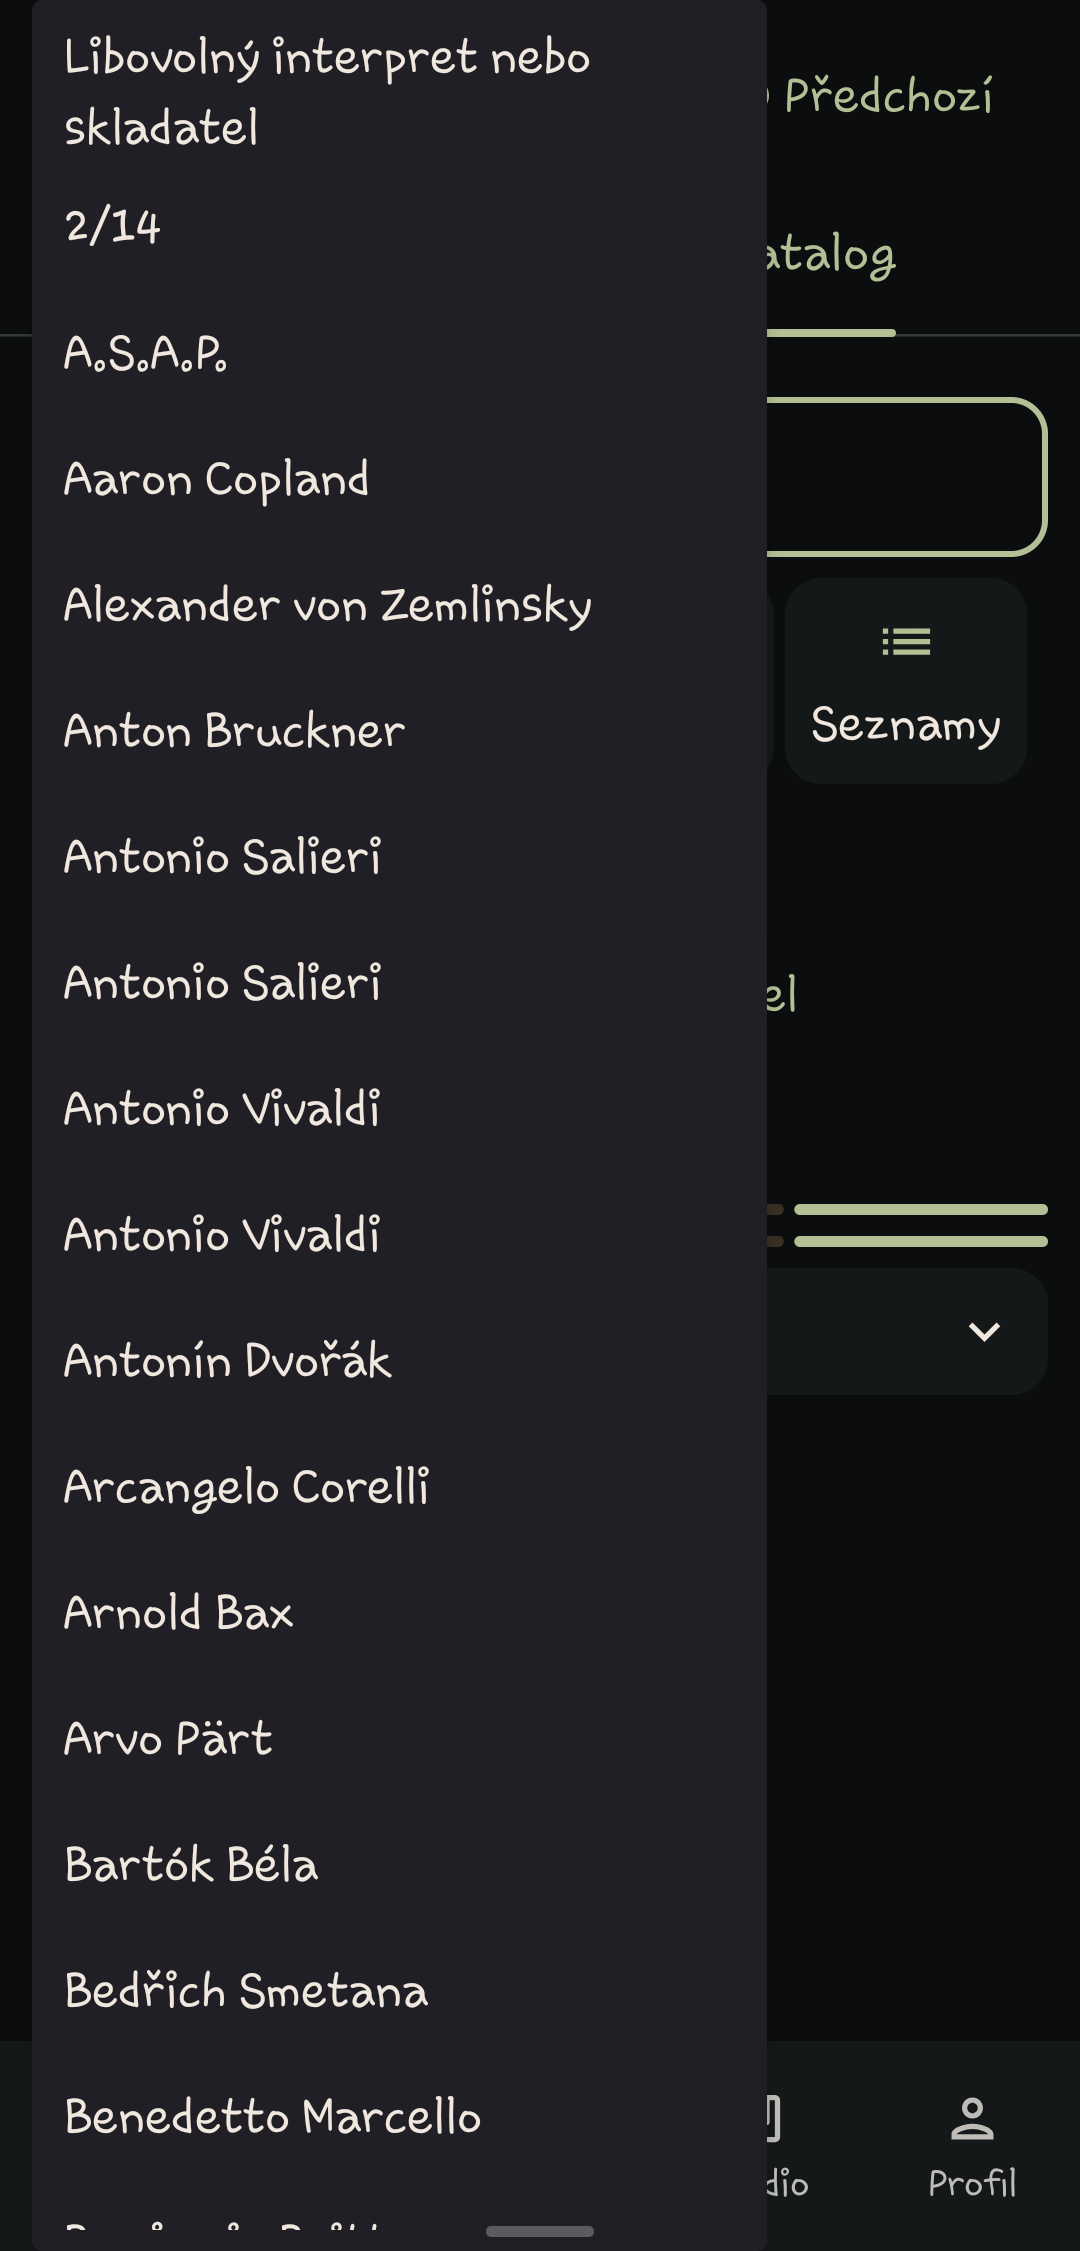 Libovolný interpret nebo
skladatel
2/14
A.S.A.P.
Aaron Copland
Alexander von Zemlinsky
Anton Bruckner
Antonio Salieri
Antonio Salieri
Antonio Vivaldi
Antonio Vivaldi
Antonín Dvořák
Arcangelo Corelli
Arnold Bax
Arvo Pärt
Bartók Béla
Bedřich Smetana
Benedetto Marcello
Předchozí
atalog
Seznamy
el
dio
Profil